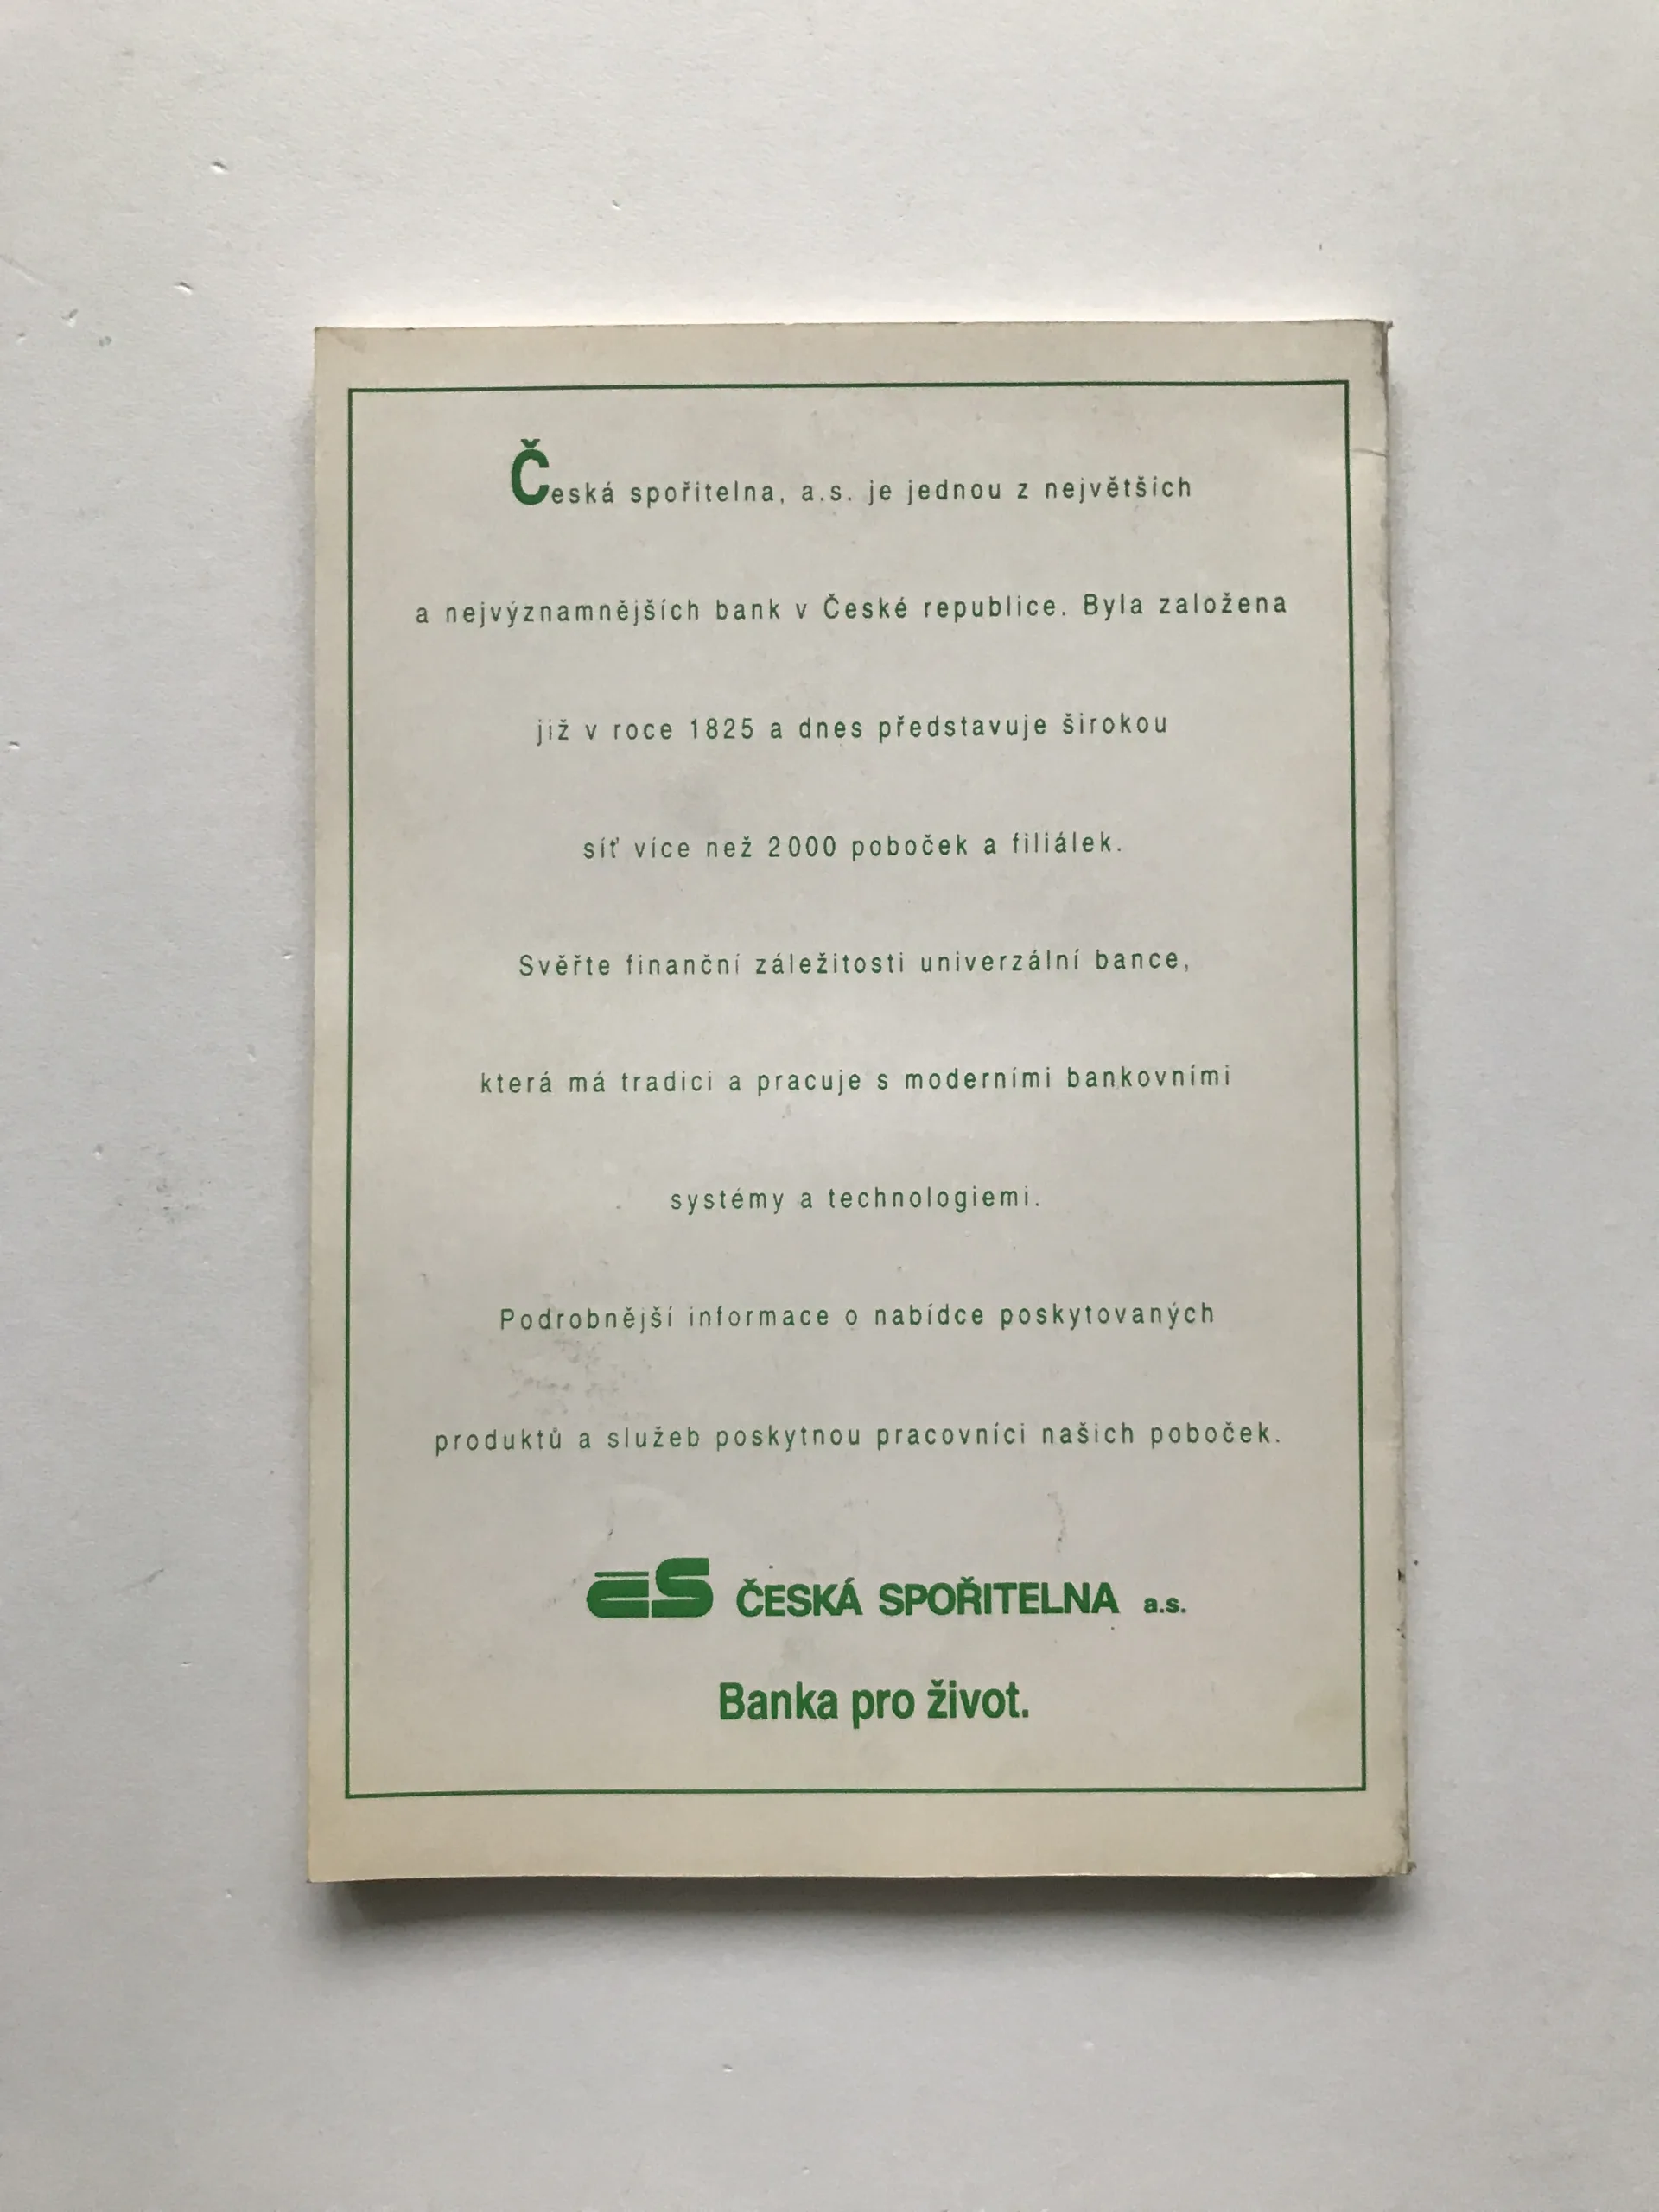 Česká spořitelna, a.s. je jednou z největších
a nejvýznamnějších bank v České republice. Byla založena
již v roce 1825 a dnes představuje širokou
síť více než 2000 poboček a filiálek.
Svěřte finanční záležitosti univerzální bance,
která má tradici a pracuje s moderními bankovními
systémy a technologiemi.
Podrobnější informace o nabídce poskytovaných
produktů a služeb poskytnou pracovníci našich poboček.
ČS ČESKÁ SPOŘITELNA a.s.
Banka pro život.